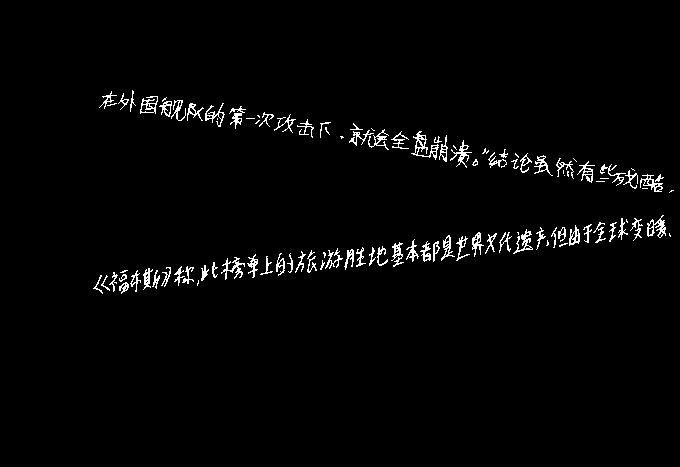 在外国舰队的第一次攻击下，就会全盘崩溃。”结论虽然有些残酷，
《福布斯》称，此榜单上的旅游胜地基本都是世界文代遗产，但由于全球变暖、